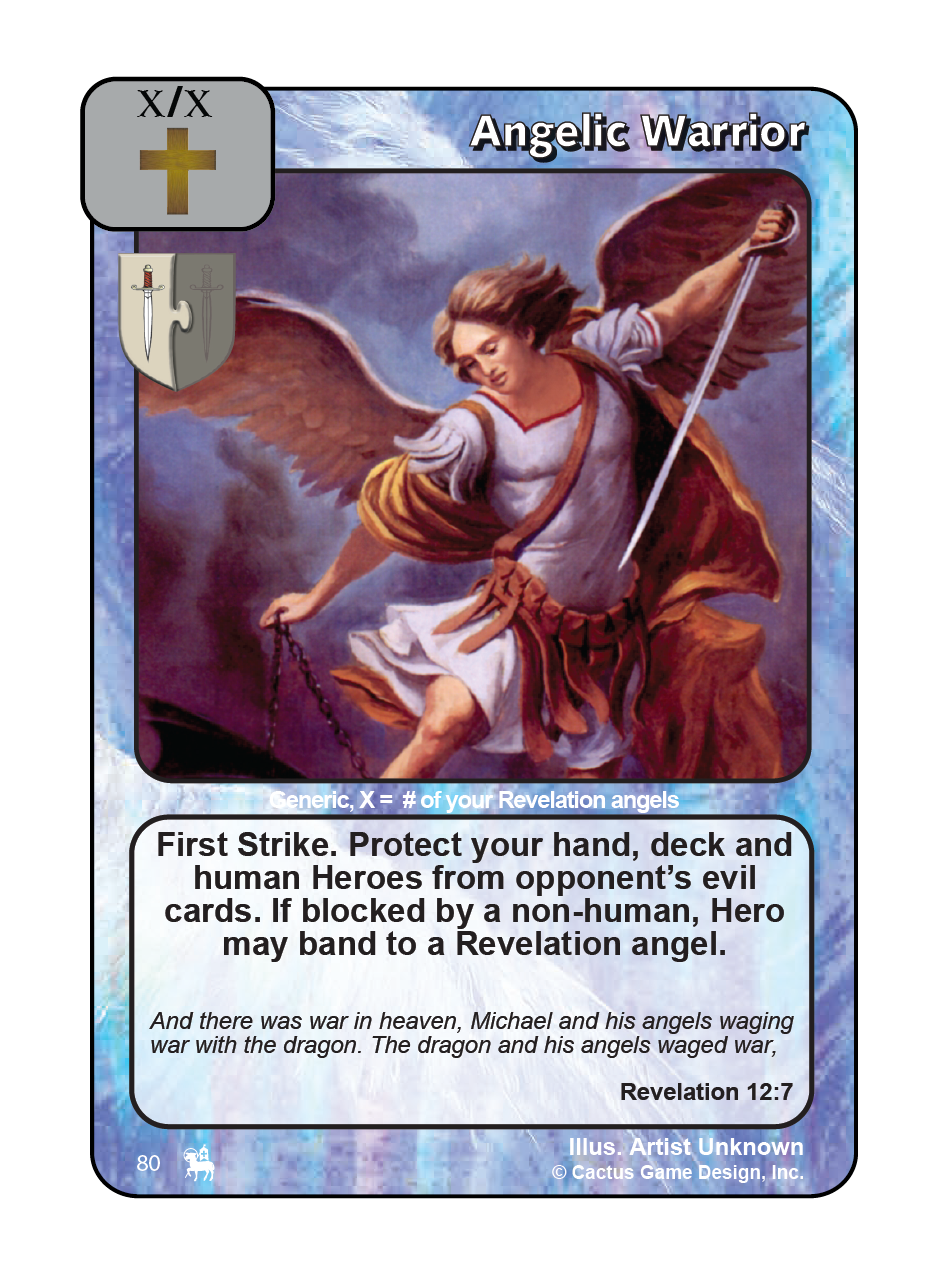 X/X
Angelic Warrior
Generic, X = # of your Revelation angels
First Strike. Protect your hand, deck and
human Heroes from opponent's evil
cards. If blocked by a non-human, Hero
may band to a Revelation angel.
And there was war in heaven, Michael and his angels waging
war with the dragon. The dragon and his angels waged war,
Revelation 12:7
80
Illus. Artist Unknown
© Cactus Game Design, Inc.